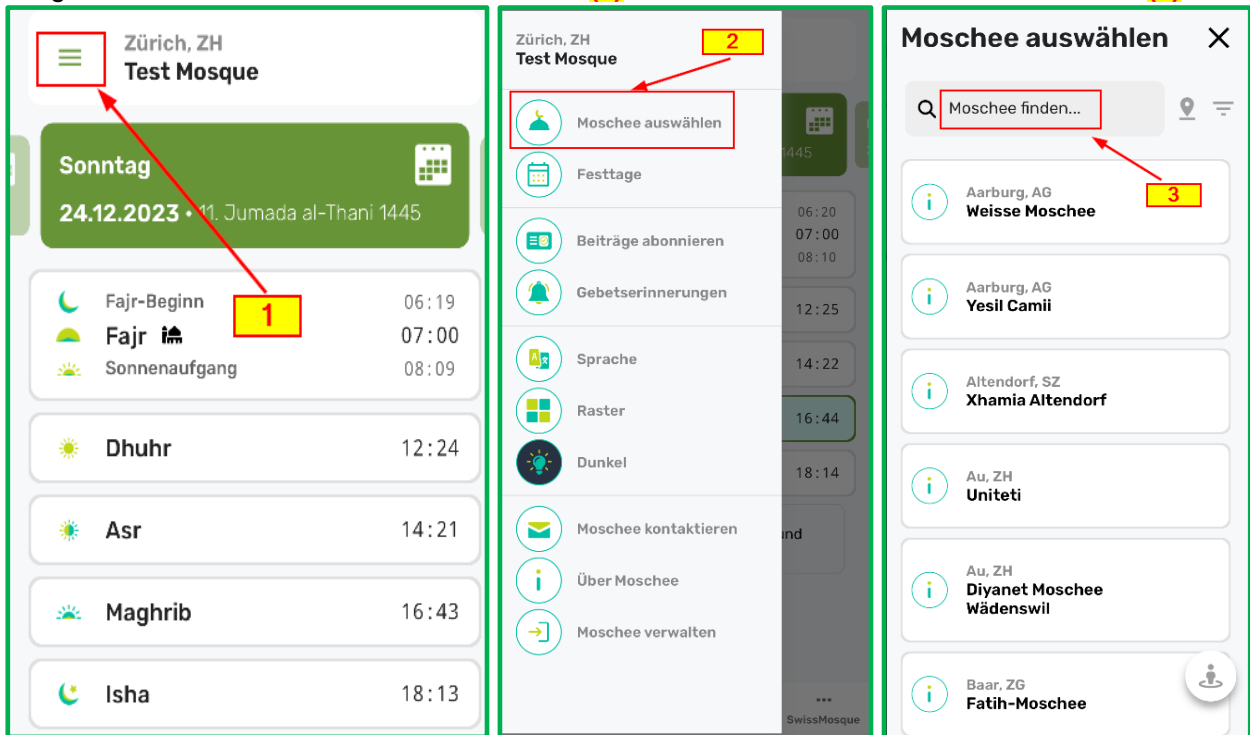 Zürich, ZH
Test Mosque
Sonntag
24.12.2023 • 11. Jumada al-Thani 1445
Fajr-Beginn 06:19
Fajr 07:00
Sonnenaufgang 08:09
1
Dhuhr 12:24
Asr 14:21
Maghrib 16:43
Isha 18:13
Zürich, ZH
Test Mosque
2
Moschee auswählen
Festtage
Beiträge abonnieren
Gebetserinnerungen
Sprache
Raster
Dunkel
Moschee kontaktieren
Über Moschee
Moschee verwalten
1445
06:20
07:00
08:10
12:25
14:22
16:44
18:14
und
SwissMosque
Moschee auswählen
Moschee finden...
3
Aarburg, AG
Weisse Moschee
Aarburg, AG
Yesil Camii
Altendorf, SZ
Xhamia Altendorf
Au, ZH
Uniteti
Au, ZH
Diyanet Moschee
Wädenswil
Baar, ZG
Fatih-Moschee